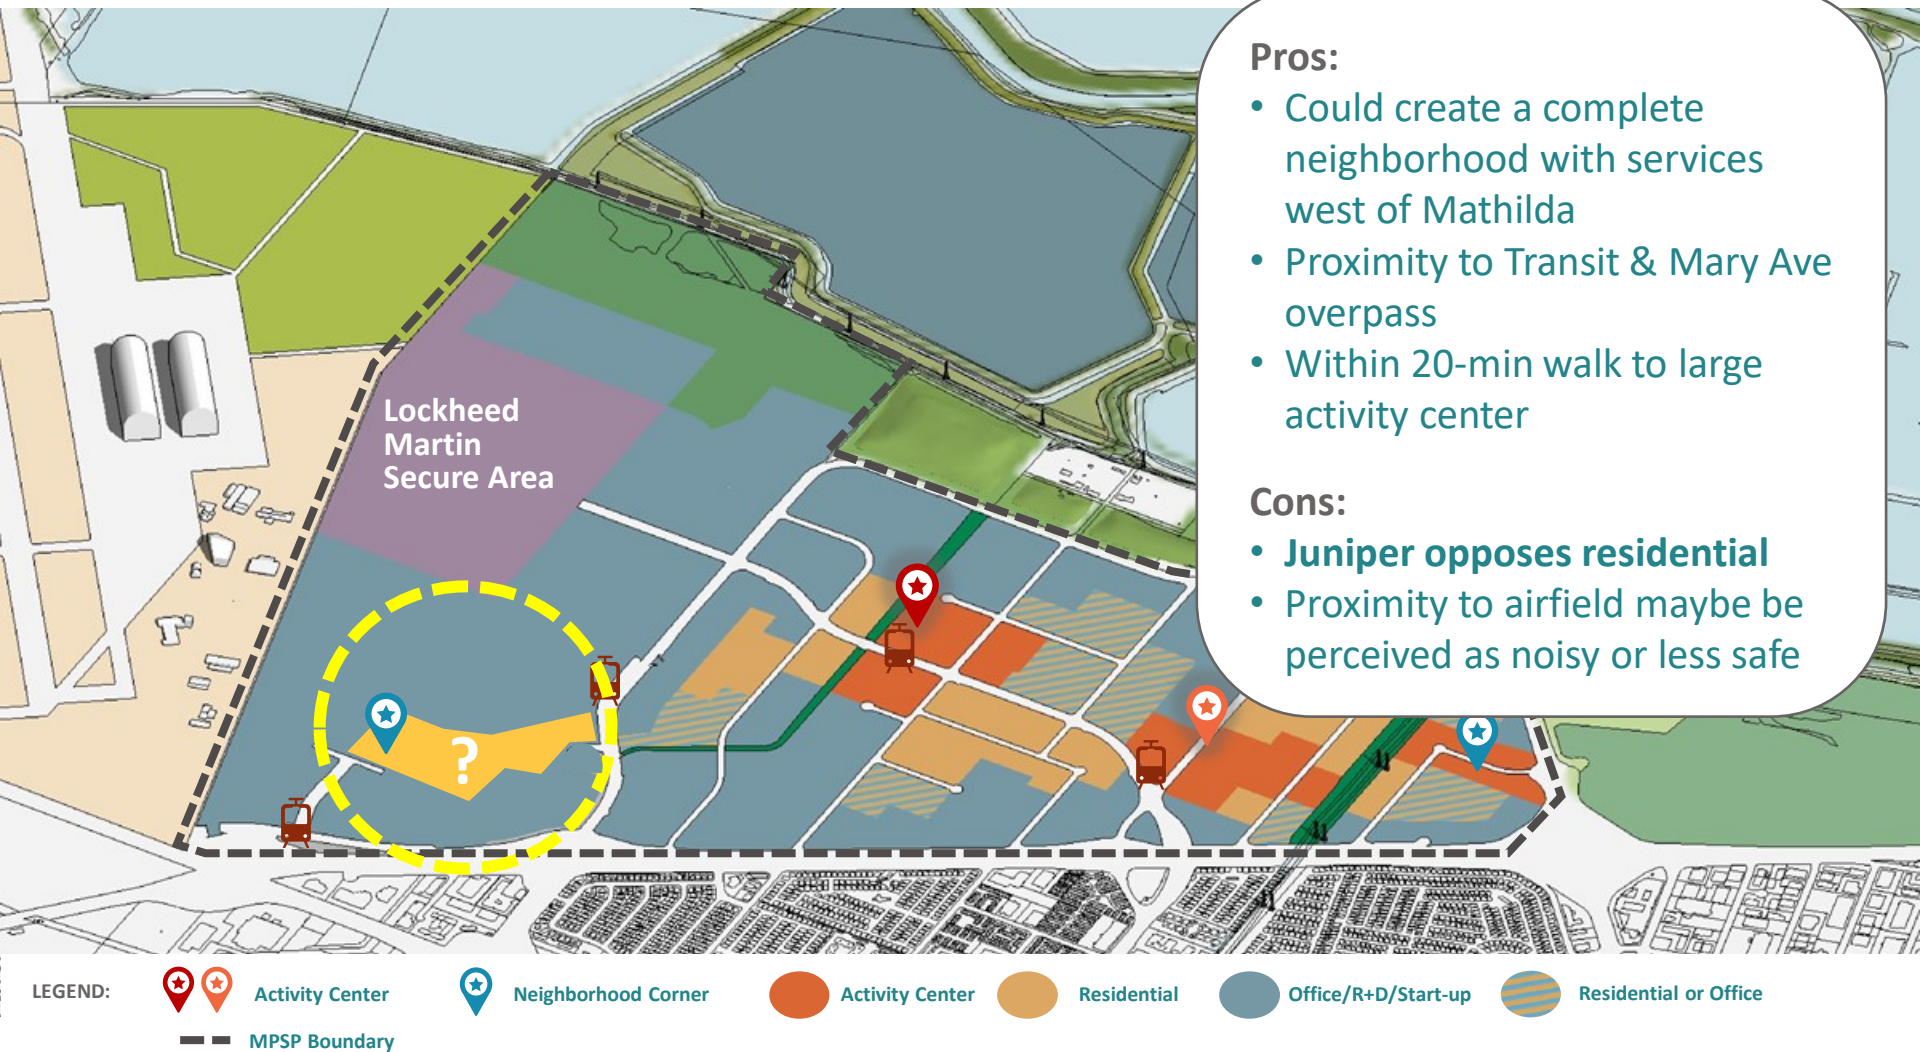 Pros:
• Could create a complete
neighborhood with services
west of Mathilda
• Proximity to Transit & Mary Ave
overpass
• Within 20-min walk to large
activity center
Cons:
• Juniper opposes residential
• Proximity to airfield maybe be
perceived as noisy or less safe
Lockheed
Martin
Secure Area
?
LEGEND:
Activity Center
Neighborhood Corner
Activity Center
Residential
Office/R+D/Start-up
Residential or Office
MPSP Boundary